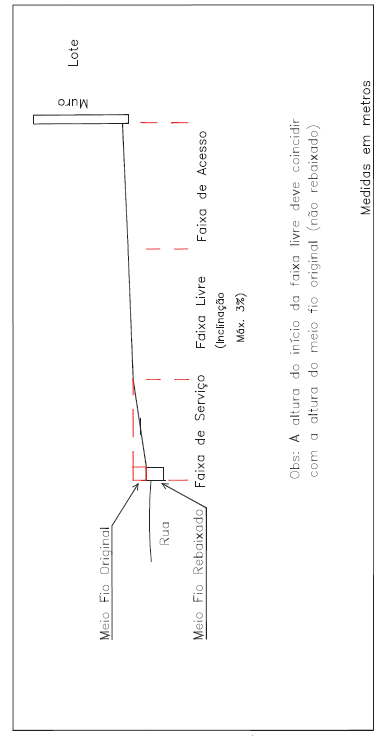 Lote
Muro
Faixa de Serviço
Faixa Livre
(Inclinação
Máx. 3%)
Faixa de Acesso
Meio Fio Original
Rua
Meio Fio Rebaixado
Obs: A altura do início da faixa livre deve coincidir
com a altura do meio fio original (não rebaixado)
Medidas em metros